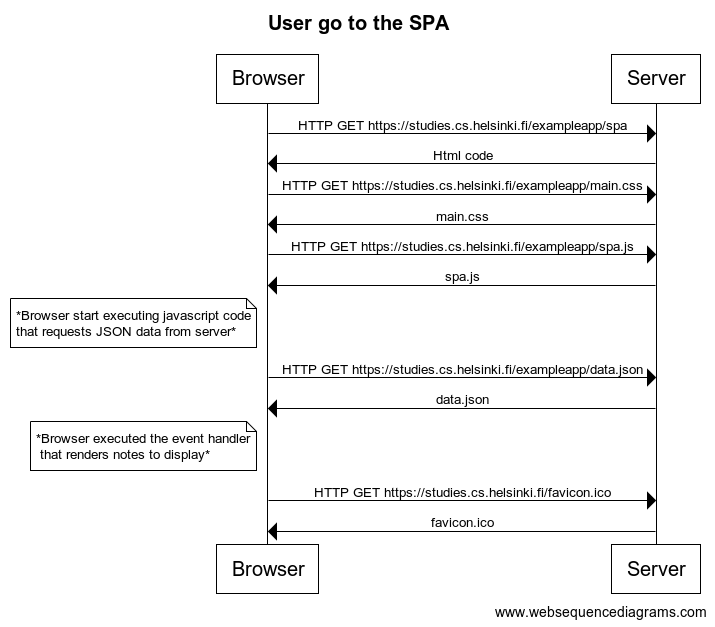 User go to the SPA
Browser
Server
HTTP GET https://studies.cs.helsinki.fi/exampleapp/spa
Html code
HTTP GET https://studies.cs.helsinki.fi/exampleapp/main.css
main.css
HTTP GET https://studies.cs.helsinki.fi/exampleapp/spa.js
spa.js
*Browser start executing javascript code
that requests JSON data from server*
HTTP GET https://studies.cs.helsinki.fi/exampleapp/data.json
data.json
*Browser executed the event handler
that renders notes to display*
HTTP GET https://studies.cs.helsinki.fi/favicon.ico
favicon.ico
Browser
Server
www.websequencediagrams.com